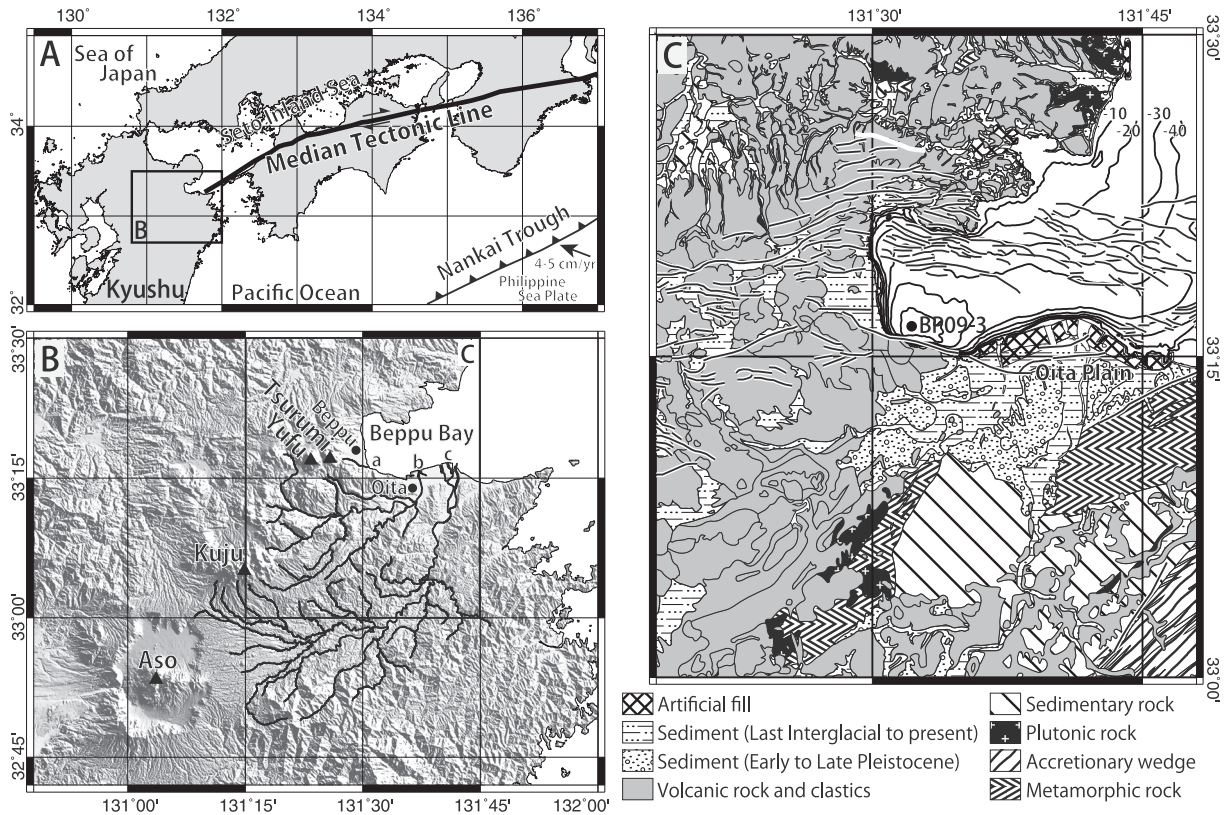 130°
132°
134°
136°
A
Sea of
Japan
Seto Inland Sea
34°
Median Tectonic Line
B
Nankai Trough
4-5 cm/yr
Philippine
Sea Plate
Kyushu
Pacific Ocean
32°
33°30'
B
C
Tsurumi
Yufu
Beppu
Beppu Bay
a
b
c
33°15'
Oita
Kuju
33°00'
Aso
32°45'
131°00'
131°15'
131°30'
131°45'
132°00'
131°30'
131°45'
C
33°30'
-10
-20
-30
-40
BP09-3
33°15'
Oita Plain
33°00'
Artificial fill
Sediment (Last Interglacial to present)
Sediment (Early to Late Pleistocene)
Volcanic rock and clastics
Sedimentary rock
Plutonic rock
Accretionary wedge
Metamorphic rock